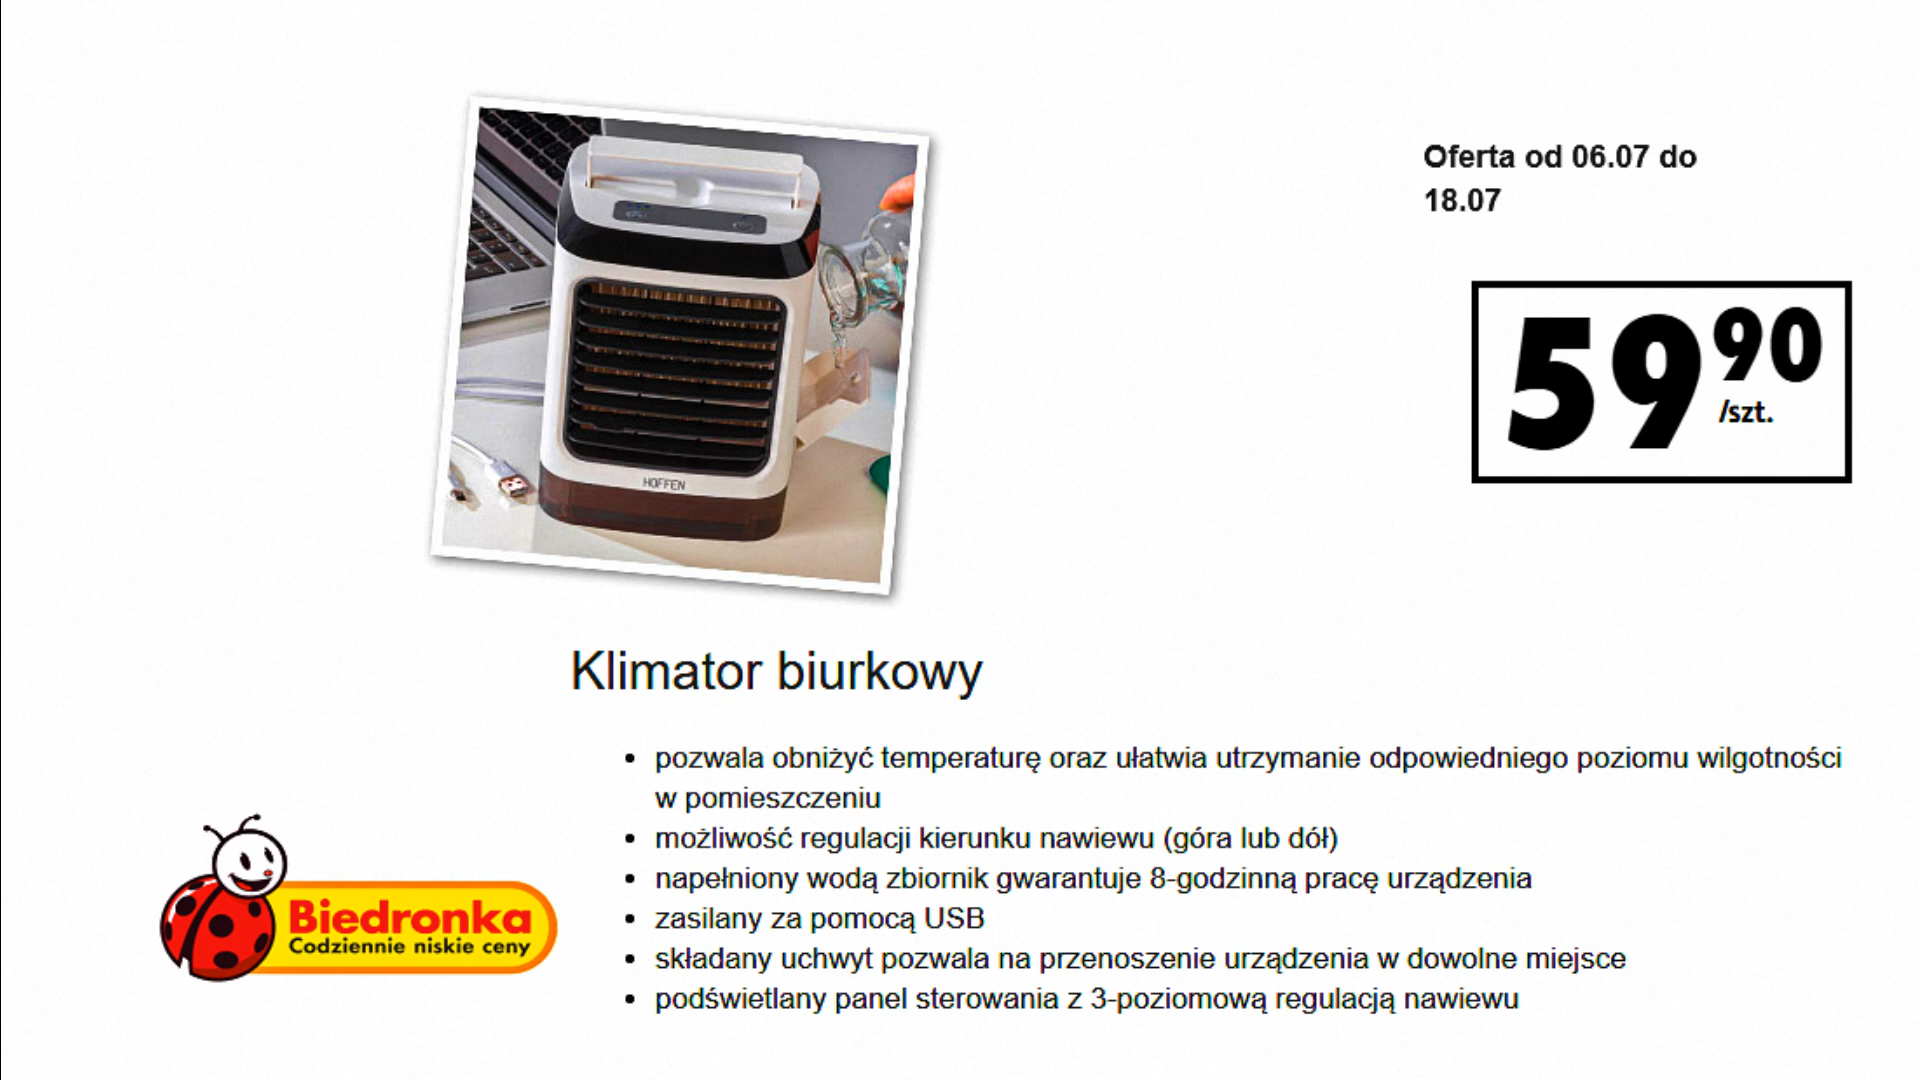 Oferta od 06.07 do
18.07
59 90
/szt.
HOFFEN
Klimator biurkowy
pozwala obniżyć temperaturę oraz ułatwia utrzymanie odpowiedniego poziomu wilgotności
w pomieszczeniu
możliwość regulacji kierunku nawiewu (góra lub dół)
napełniony wodą zbiornik gwarantuje 8-godzinną pracę urządzenia
zasilany za pomocą USB
składany uchwyt pozwala na przenoszenie urządzenia w dowolne miejsce
podświetlany panel sterowania z 3-poziomową regulacją nawiewu
Biedronka
Codziennie niskie ceny